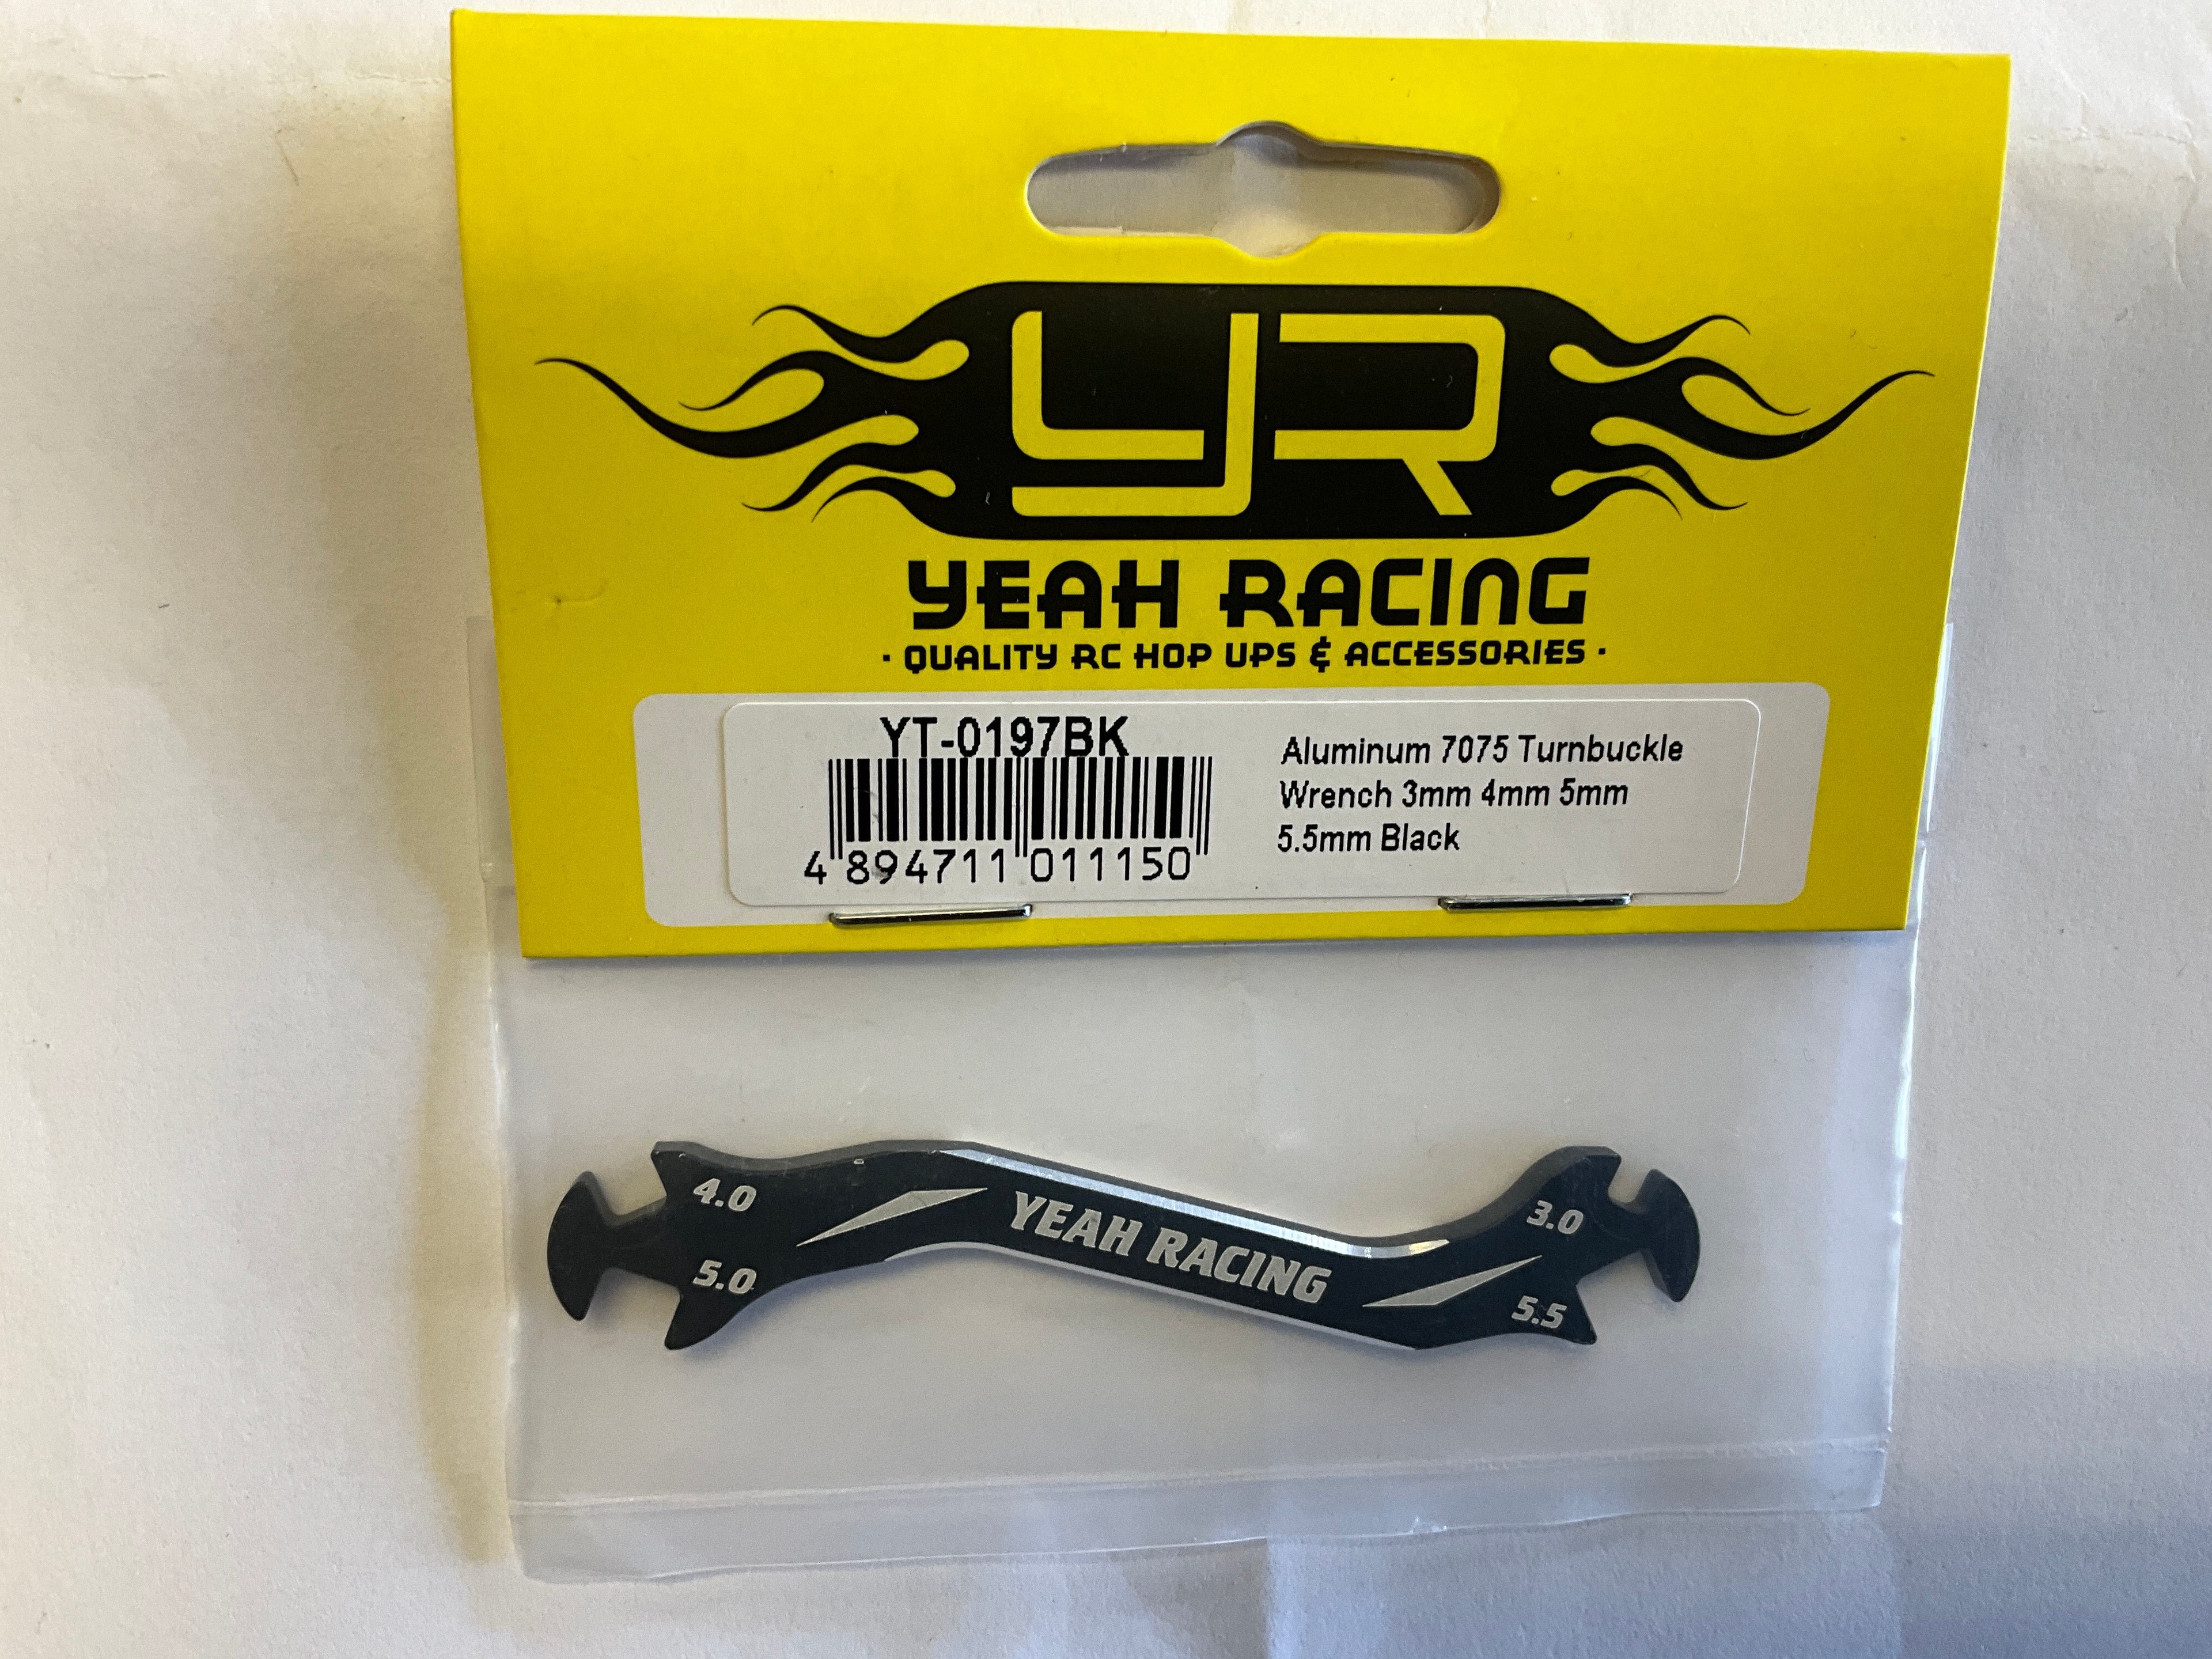 YR
YEAH RACING
· QUALITY RC HOP UPS & ACCESSORIES ·
YT-0197BK
4 894711 011150
Aluminum 7075 Turnbuckle
Wrench 3mm 4mm 5mm
5.5mm Black
4.0
5.0
YEAH RACING
3.0
5.5